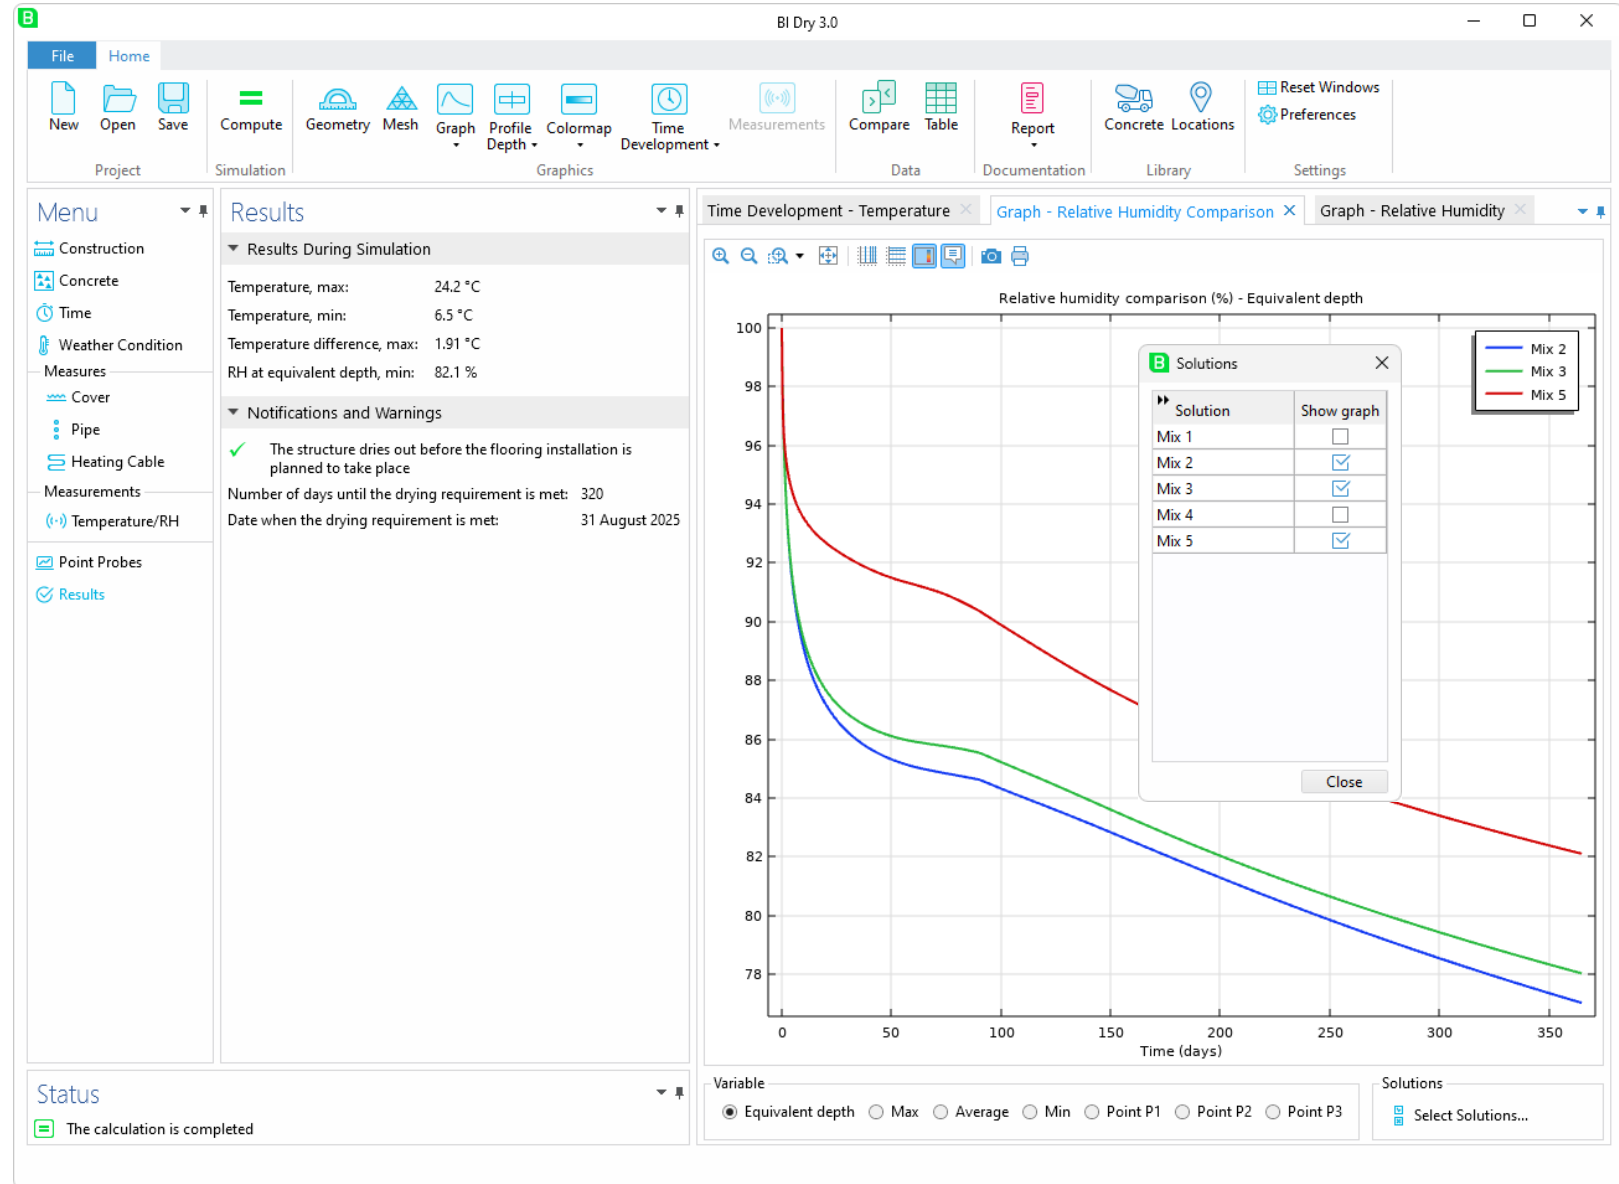 BI Dry 3.0
File Home
New Open Save
Project
Compute
Simulation
Geometry Mesh Graph Profile Depth Colormap Time Development Measurements
Graphics
Compare Table
Data
Report
Documentation
Concrete Locations
Library
Reset Windows
Preferences
Settings
Menu
Construction
Concrete
Time
Weather Condition
Measures
Cover
Pipe
Heating Cable
Measurements
Temperature/RH
Point Probes
Results
Results
Results During Simulation
Temperature, max: 24.2 °C
Temperature, min: 6.5 °C
Temperature difference, max: 1.91 °C
RH at equivalent depth, min: 82.1 %
Notifications and Warnings
The structure dries out before the flooring installation is
planned to take place
Number of days until the drying requirement is met: 320
Date when the drying requirement is met: 31 August 2025
Status
The calculation is completed
Time Development - Temperature Graph - Relative Humidity Comparison Graph - Relative Humidity
Relative humidity comparison (%) - Equivalent depth
100
98
96
94
92
90
88
86
84
82
80
78
0 50 100 150 200 250 300 350
Time (days)
Mix 2
Mix 3
Mix 5
B Solutions
Solution Show graph
Mix 1
Mix 2
Mix 3
Mix 4
Mix 5
Close
Variable
Equivalent depth Max Average Min Point P1 Point P2 Point P3
Solutions
Select Solutions...